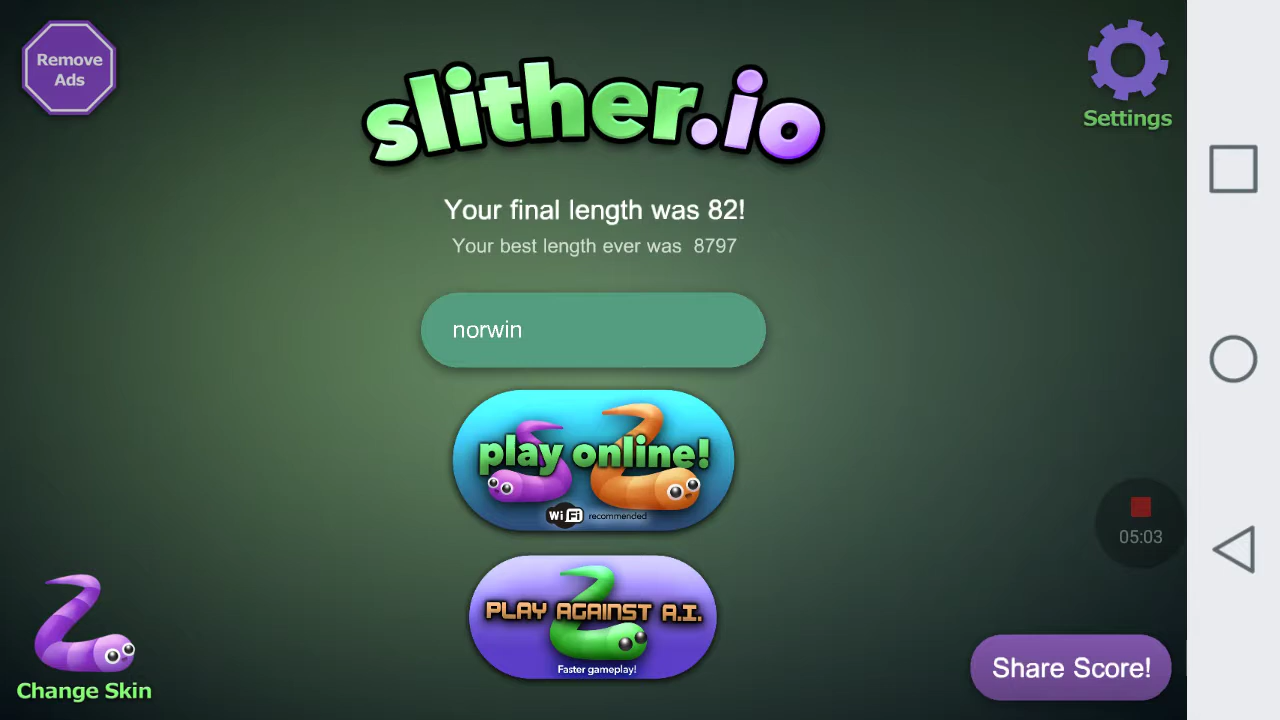 Remove
Ads
slither.io
Settings
Your final length was 82!
Your best length ever was 8797
norwin
play online!
WiFi recommended
05:03
PLAY AGAINST A.I.
Faster gameplay!
Change Skin
Share Score!